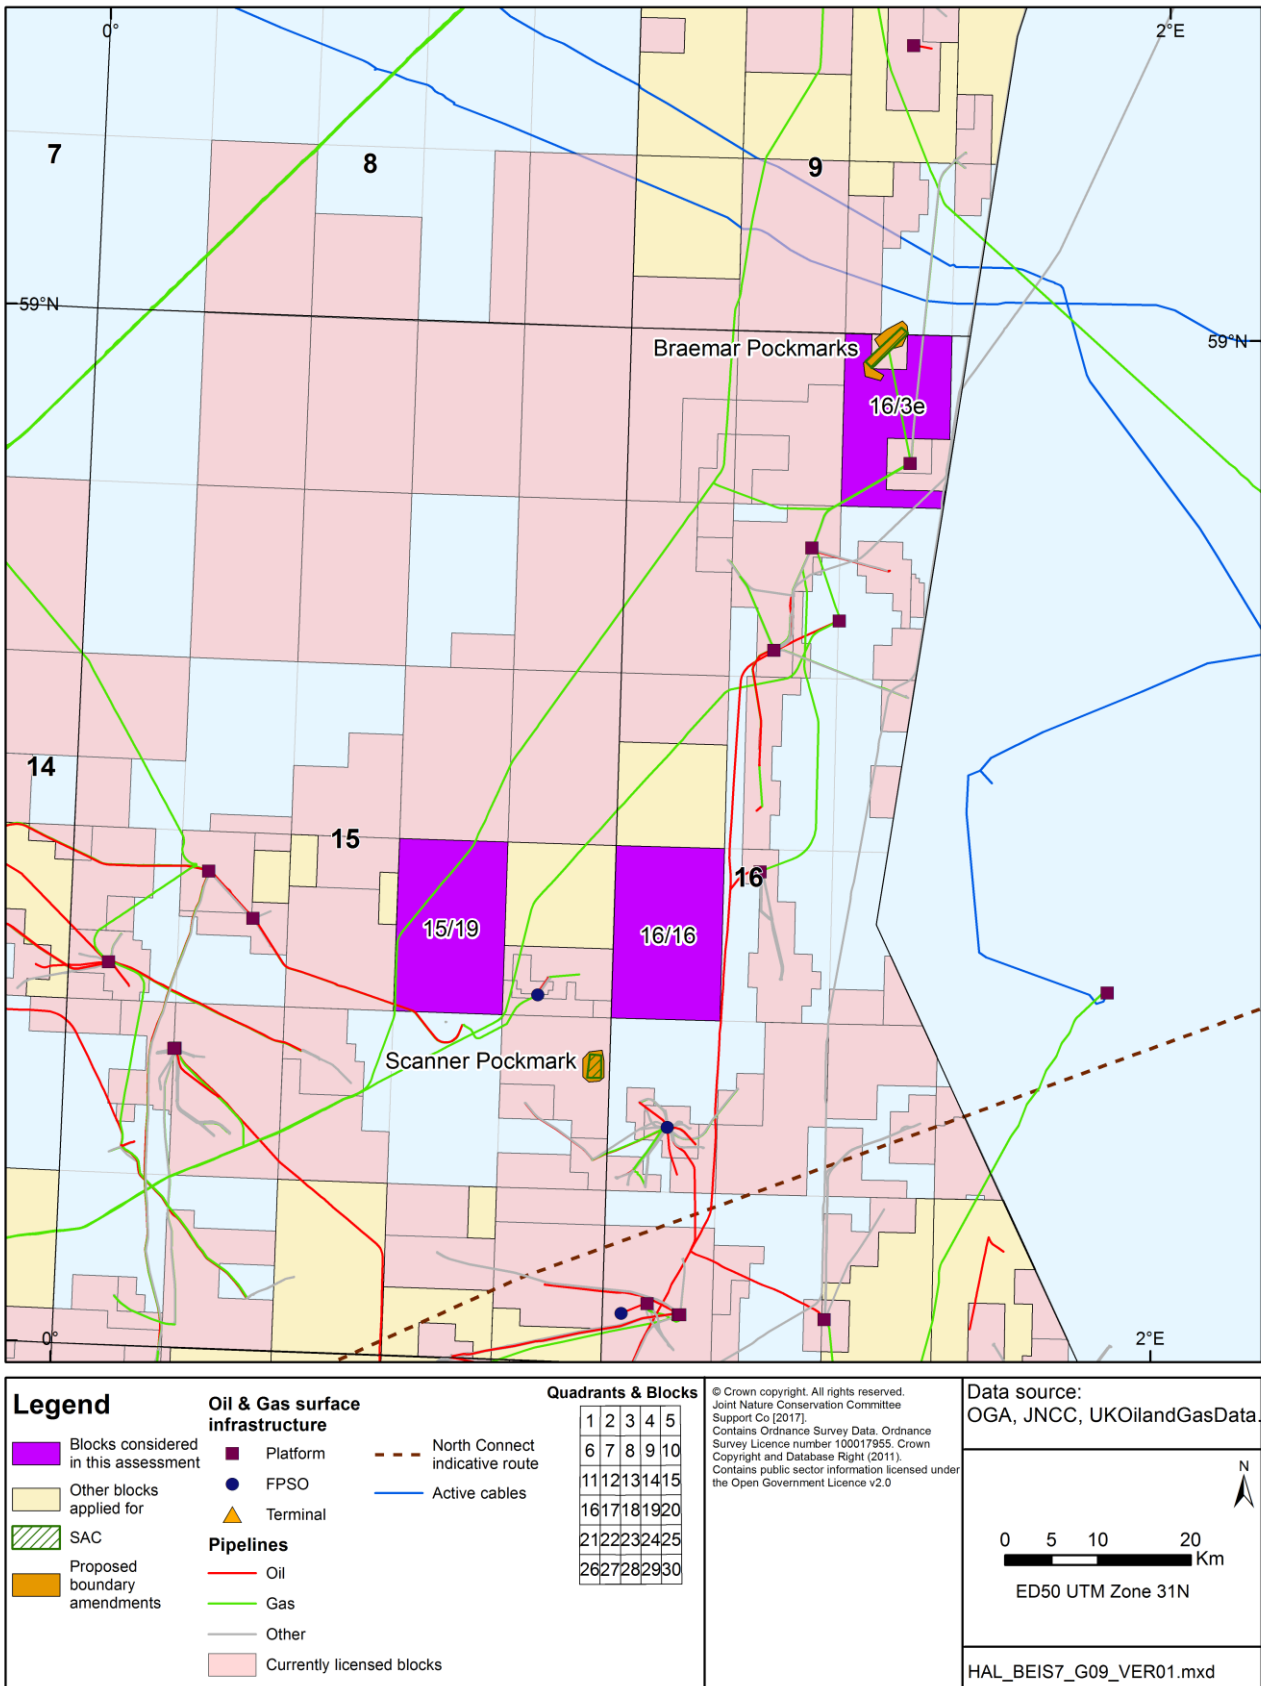 0°
2°E
7
8
9
59°N
59°N
Braemar Pockmarks
16/3e
14
15
16
15/19
16/16
Scanner Pockmark
0°
2°E
Legend
Blocks considered
in this assessment
Other blocks
applied for
SAC
Proposed
boundary
amendments
Oil & Gas surface
infrastructure
Platform
FPSO
Terminal
Pipelines
Oil
Gas
Other
Currently licensed blocks
North Connect
indicative route
Active cables
Quadrants & Blocks
1 2 3 4 5
6 7 8 9 10
11 12 13 14 15
16 17 18 19 20
21 22 23 24 25
26 27 28 29 30
© Crown copyright. All rights reserved.
Joint Nature Conservation Committee
Support Co [2017].
Contains Ordnance Survey Data. Ordnance
Survey Licence number 100017955. Crown
Copyright and Database Right (2011).
Contains public sector information licensed under
the Open Government Licence v2.0
Data source:
OGA, JNCC, UKOilandGasData.
N
0 5 10 20
Km
ED50 UTM Zone 31N
HAL_BEIS7_G09_VER01.mxd